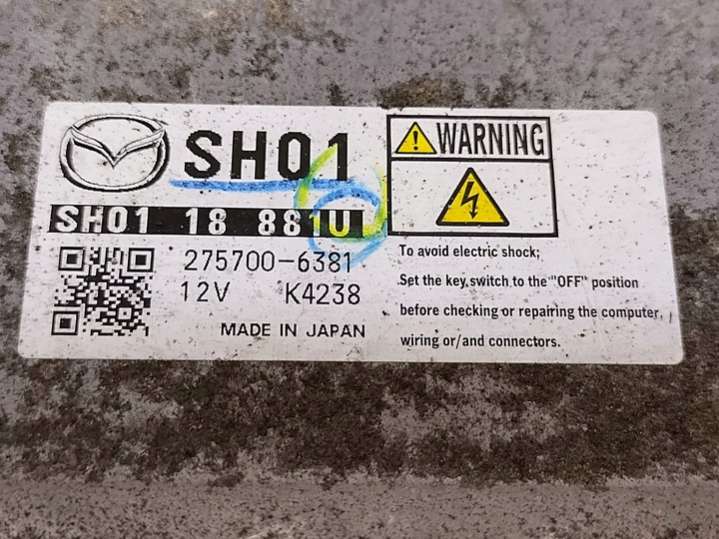 SH01
SH01 18 881U
275700-6381
12V K4238
MADE IN JAPAN
WARNING
To avoid electric shock;
Set the key switch to the "OFF" position
before checking or repairing the computer,
wiring or/and connectors.